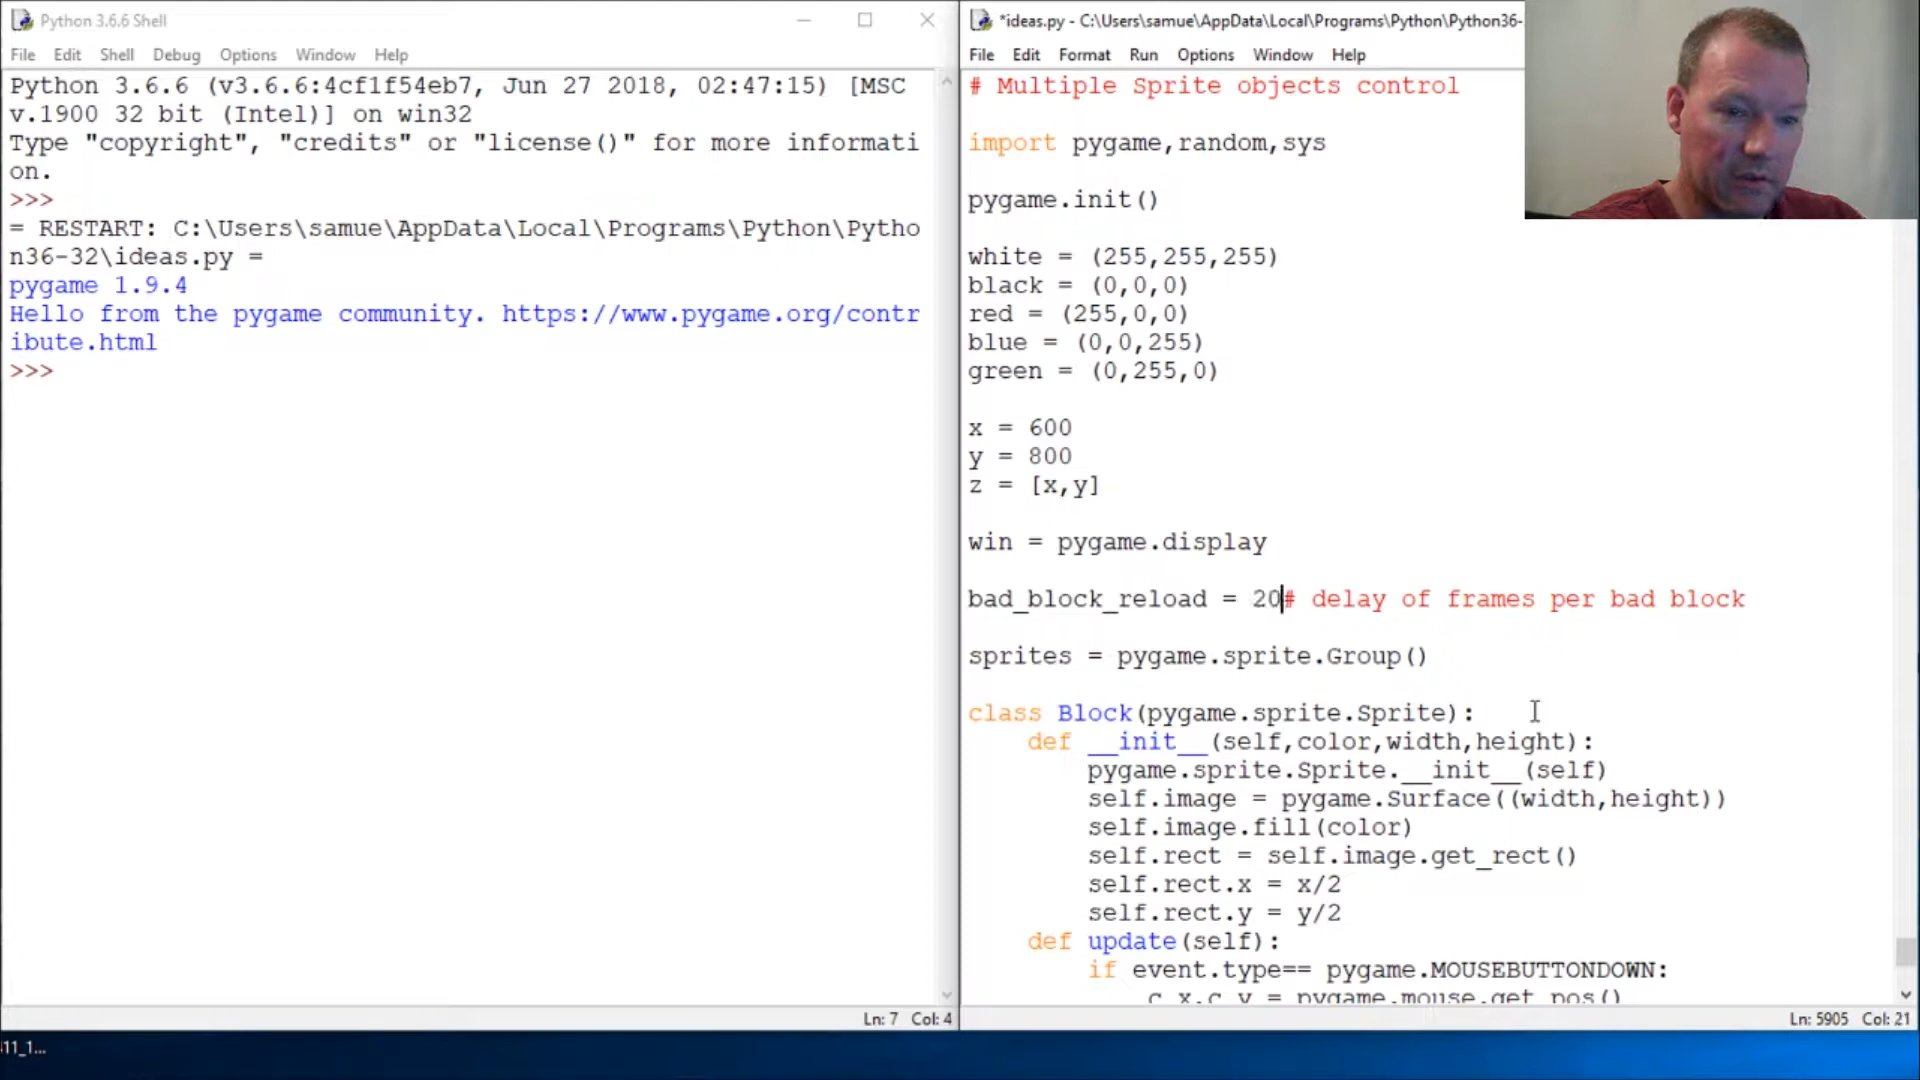 Python 3.6.6 Shell
File Edit Shell Debug Options Window Help
Python 3.6.6 (v3.6.6:4cf1f54eb7, Jun 27 2018, 02:47:15) [MSC
v.1900 32 bit (Intel)] on win32
Type "copyright", "credits" or "license()" for more informati
on.
>>>
= RESTART: C:\Users\samue\AppData\Local\Programs\Python\Pytho
n36-32\ideas.py =
pygame 1.9.4
Hello from the pygame community. https://www.pygame.org/contr
ibute.html
>>>
Ln: 7 Col: 4
*ideas.py - C:\Users\samue\AppData\Local\Programs\Python\Python36-
File Edit Format Run Options Window Help
# Multiple Sprite objects control
import pygame,random,sys
pygame.init()
white = (255,255,255)
black = (0,0,0)
red = (255,0,0)
blue = (0,0,255)
green = (0,255,0)
x = 600
y = 800
z = [x,y]
win = pygame.display
bad_block_reload = 20# delay of frames per bad block
sprites = pygame.sprite.Group()
class Block(pygame.sprite.Sprite):
def __init__(self,color,width,height):
pygame.sprite.Sprite.__init__(self)
self.image = pygame.Surface((width,height))
self.image.fill(color)
self.rect = self.image.get_rect()
self.rect.x = x/2
self.rect.y = y/2
def update(self):
if event.type== pygame.MOUSEBUTTONDOWN:
c_x,c_y = pygame.mouse.get_pos()
Ln: 5905 Col: 21
11_1...